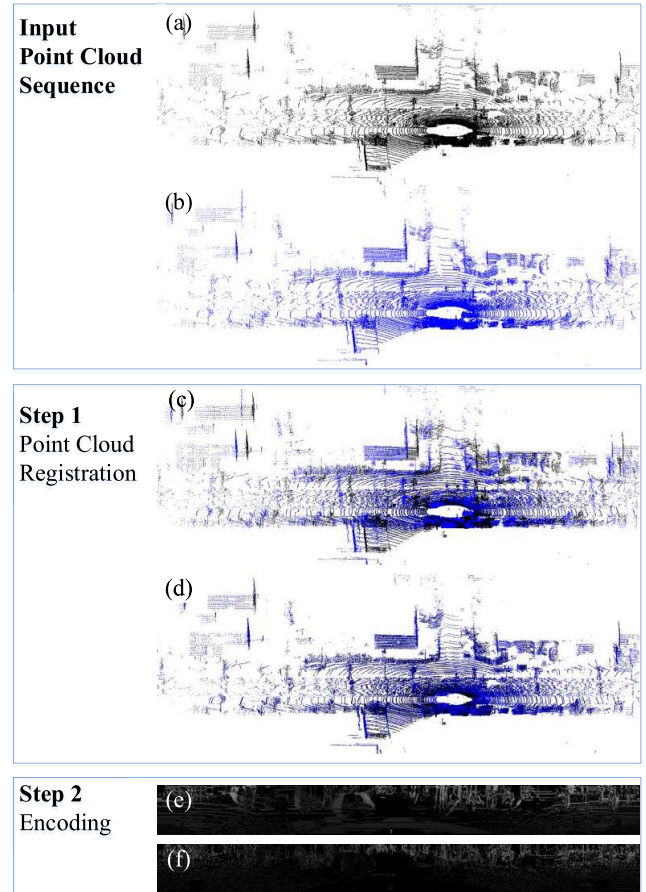 Input
Point Cloud
Sequence
(a)
(b)
Step 1
Point Cloud
Registration
(c)
(d)
Step 2
Encoding
(e)
(f)